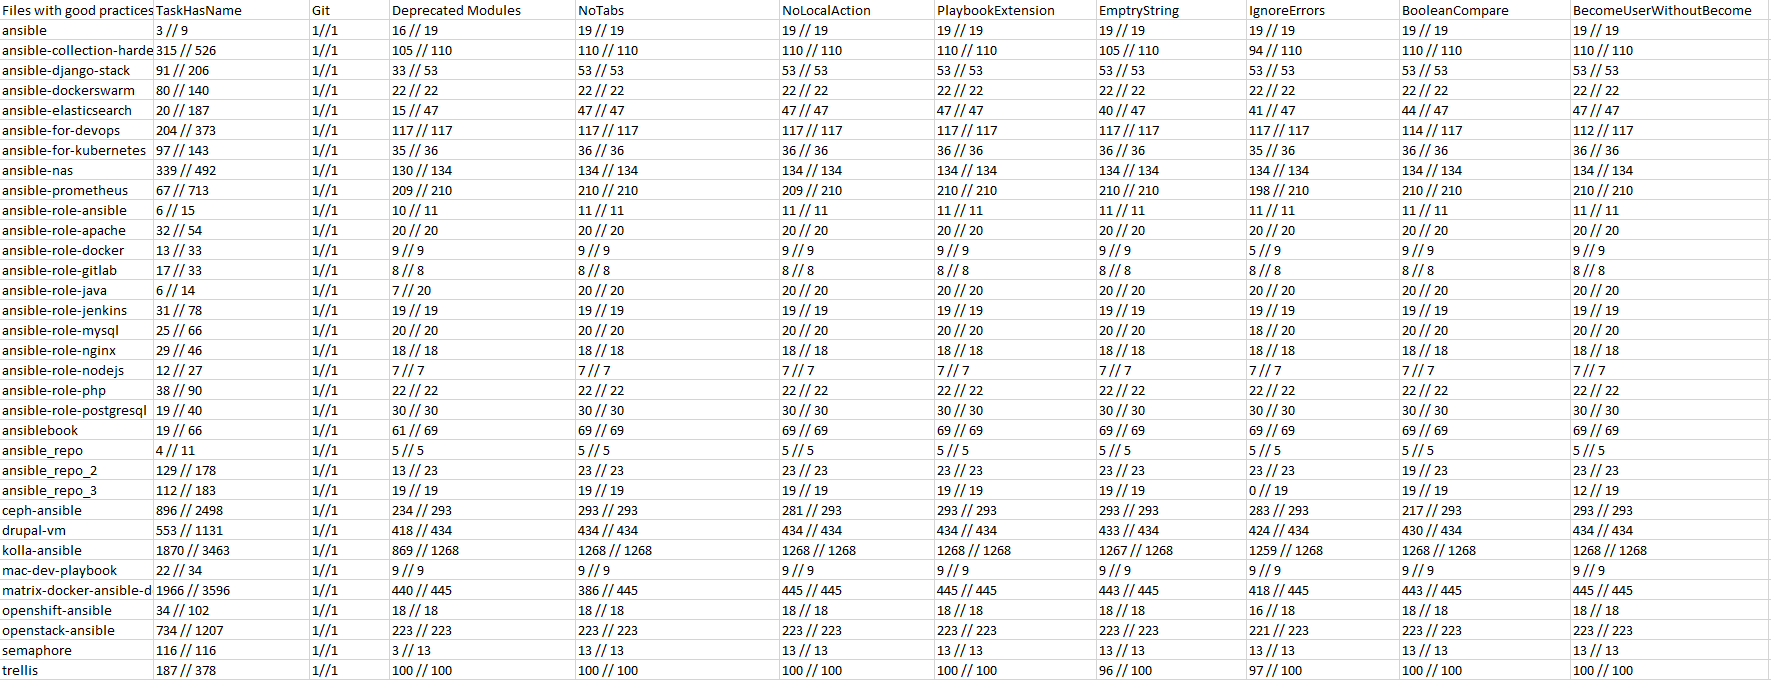 Files with good practices TaskHasName Git Deprecated Modules NoTabs NoLocalAction PlaybookExtension EmptryString IgnoreErrors BooleanCompare BecomeUserWithoutBecome
ansible 3 // 9 1//1 16 // 19 19 // 19 19 // 19 19 // 19 19 // 19 19 // 19 19 // 19 19 // 19
ansible-collection-harde 315 // 526 1//1 105 // 110 110 // 110 110 // 110 110 // 110 105 // 110 94 // 110 110 // 110 110 // 110
ansible-django-stack 91 // 206 1//1 33 // 53 53 // 53 53 // 53 53 // 53 53 // 53 53 // 53 53 // 53 53 // 53
ansible-dockerswarm 80 // 140 1//1 22 // 22 22 // 22 22 // 22 22 // 22 22 // 22 22 // 22 22 // 22 22 // 22
ansible-elasticsearch 20 // 187 1//1 15 // 47 47 // 47 47 // 47 47 // 47 40 // 47 41 // 47 44 // 47 47 // 47
ansible-for-devops 204 // 373 1//1 117 // 117 117 // 117 117 // 117 117 // 117 117 // 117 117 // 117 114 // 117 112 // 117
ansible-for-kubernetes 97 // 143 1//1 35 // 36 36 // 36 36 // 36 36 // 36 36 // 36 35 // 36 36 // 36 36 // 36
ansible-nas 339 // 492 1//1 130 // 134 134 // 134 134 // 134 134 // 134 134 // 134 134 // 134 134 // 134 134 // 134
ansible-prometheus 67 // 713 1//1 209 // 210 210 // 210 209 // 210 210 // 210 210 // 210 198 // 210 210 // 210 210 // 210
ansible-role-ansible 6 // 15 1//1 10 // 11 11 // 11 11 // 11 11 // 11 11 // 11 11 // 11 11 // 11 11 // 11
ansible-role-apache 32 // 54 1//1 20 // 20 20 // 20 20 // 20 20 // 20 20 // 20 20 // 20 20 // 20 20 // 20
ansible-role-docker 13 // 33 1//1 9 // 9 9 // 9 9 // 9 9 // 9 9 // 9 5 // 9 9 // 9 9 // 9
ansible-role-gitlab 17 // 33 1//1 8 // 8 8 // 8 8 // 8 8 // 8 8 // 8 8 // 8 8 // 8 8 // 8
ansible-role-java 6 // 14 1//1 7 // 20 20 // 20 20 // 20 20 // 20 20 // 20 20 // 20 20 // 20 20 // 20
ansible-role-jenkins 31 // 78 1//1 19 // 19 19 // 19 19 // 19 19 // 19 19 // 19 19 // 19 19 // 19 19 // 19
ansible-role-mysql 25 // 66 1//1 20 // 20 20 // 20 20 // 20 20 // 20 20 // 20 18 // 20 20 // 20 20 // 20
ansible-role-nginx 29 // 46 1//1 18 // 18 18 // 18 18 // 18 18 // 18 18 // 18 18 // 18 18 // 18 18 // 18
ansible-role-nodejs 12 // 27 1//1 7 // 7 7 // 7 7 // 7 7 // 7 7 // 7 7 // 7 7 // 7 7 // 7
ansible-role-php 38 // 90 1//1 22 // 22 22 // 22 22 // 22 22 // 22 22 // 22 22 // 22 22 // 22 22 // 22
ansible-role-postgresql 19 // 40 1//1 30 // 30 30 // 30 30 // 30 30 // 30 30 // 30 30 // 30 30 // 30 30 // 30
ansiblebook 19 // 66 1//1 61 // 69 69 // 69 69 // 69 69 // 69 69 // 69 69 // 69 69 // 69 69 // 69
ansible_repo 4 // 11 1//1 5 // 5 5 // 5 5 // 5 5 // 5 5 // 5 5 // 5 5 // 5 5 // 5
ansible_repo_2 129 // 178 1//1 13 // 23 23 // 23 23 // 23 23 // 23 23 // 23 23 // 23 19 // 23 23 // 23
ansible_repo_3 112 // 183 1//1 19 // 19 19 // 19 19 // 19 19 // 19 19 // 19 0 // 19 19 // 19 12 // 19
ceph-ansible 896 // 2498 1//1 234 // 293 293 // 293 281 // 293 293 // 293 293 // 293 283 // 293 217 // 293 293 // 293
drupal-vm 553 // 1131 1//1 418 // 434 434 // 434 434 // 434 434 // 434 433 // 434 424 // 434 430 // 434 434 // 434
kolla-ansible 1870 // 3463 1//1 869 // 1268 1268 // 1268 1268 // 1268 1268 // 1268 1267 // 1268 1259 // 1268 1268 // 1268 1268 // 1268
mac-dev-playbook 22 // 34 1//1 9 // 9 9 // 9 9 // 9 9 // 9 9 // 9 9 // 9 9 // 9 9 // 9
matrix-docker-ansible-d 1966 // 3596 1//1 440 // 445 386 // 445 445 // 445 445 // 445 443 // 445 418 // 445 443 // 445 445 // 445
openshift-ansible 34 // 102 1//1 18 // 18 18 // 18 18 // 18 18 // 18 18 // 18 16 // 18 18 // 18 18 // 18
openstack-ansible 734 // 1207 1//1 223 // 223 223 // 223 223 // 223 223 // 223 223 // 223 221 // 223 223 // 223 223 // 223
semaphore 116 // 116 1//1 3 // 13 13 // 13 13 // 13 13 // 13 13 // 13 13 // 13 13 // 13 13 // 13
trellis 187 // 378 1//1 100 // 100 100 // 100 100 // 100 100 // 100 96 // 100 97 // 100 100 // 100 100 // 100